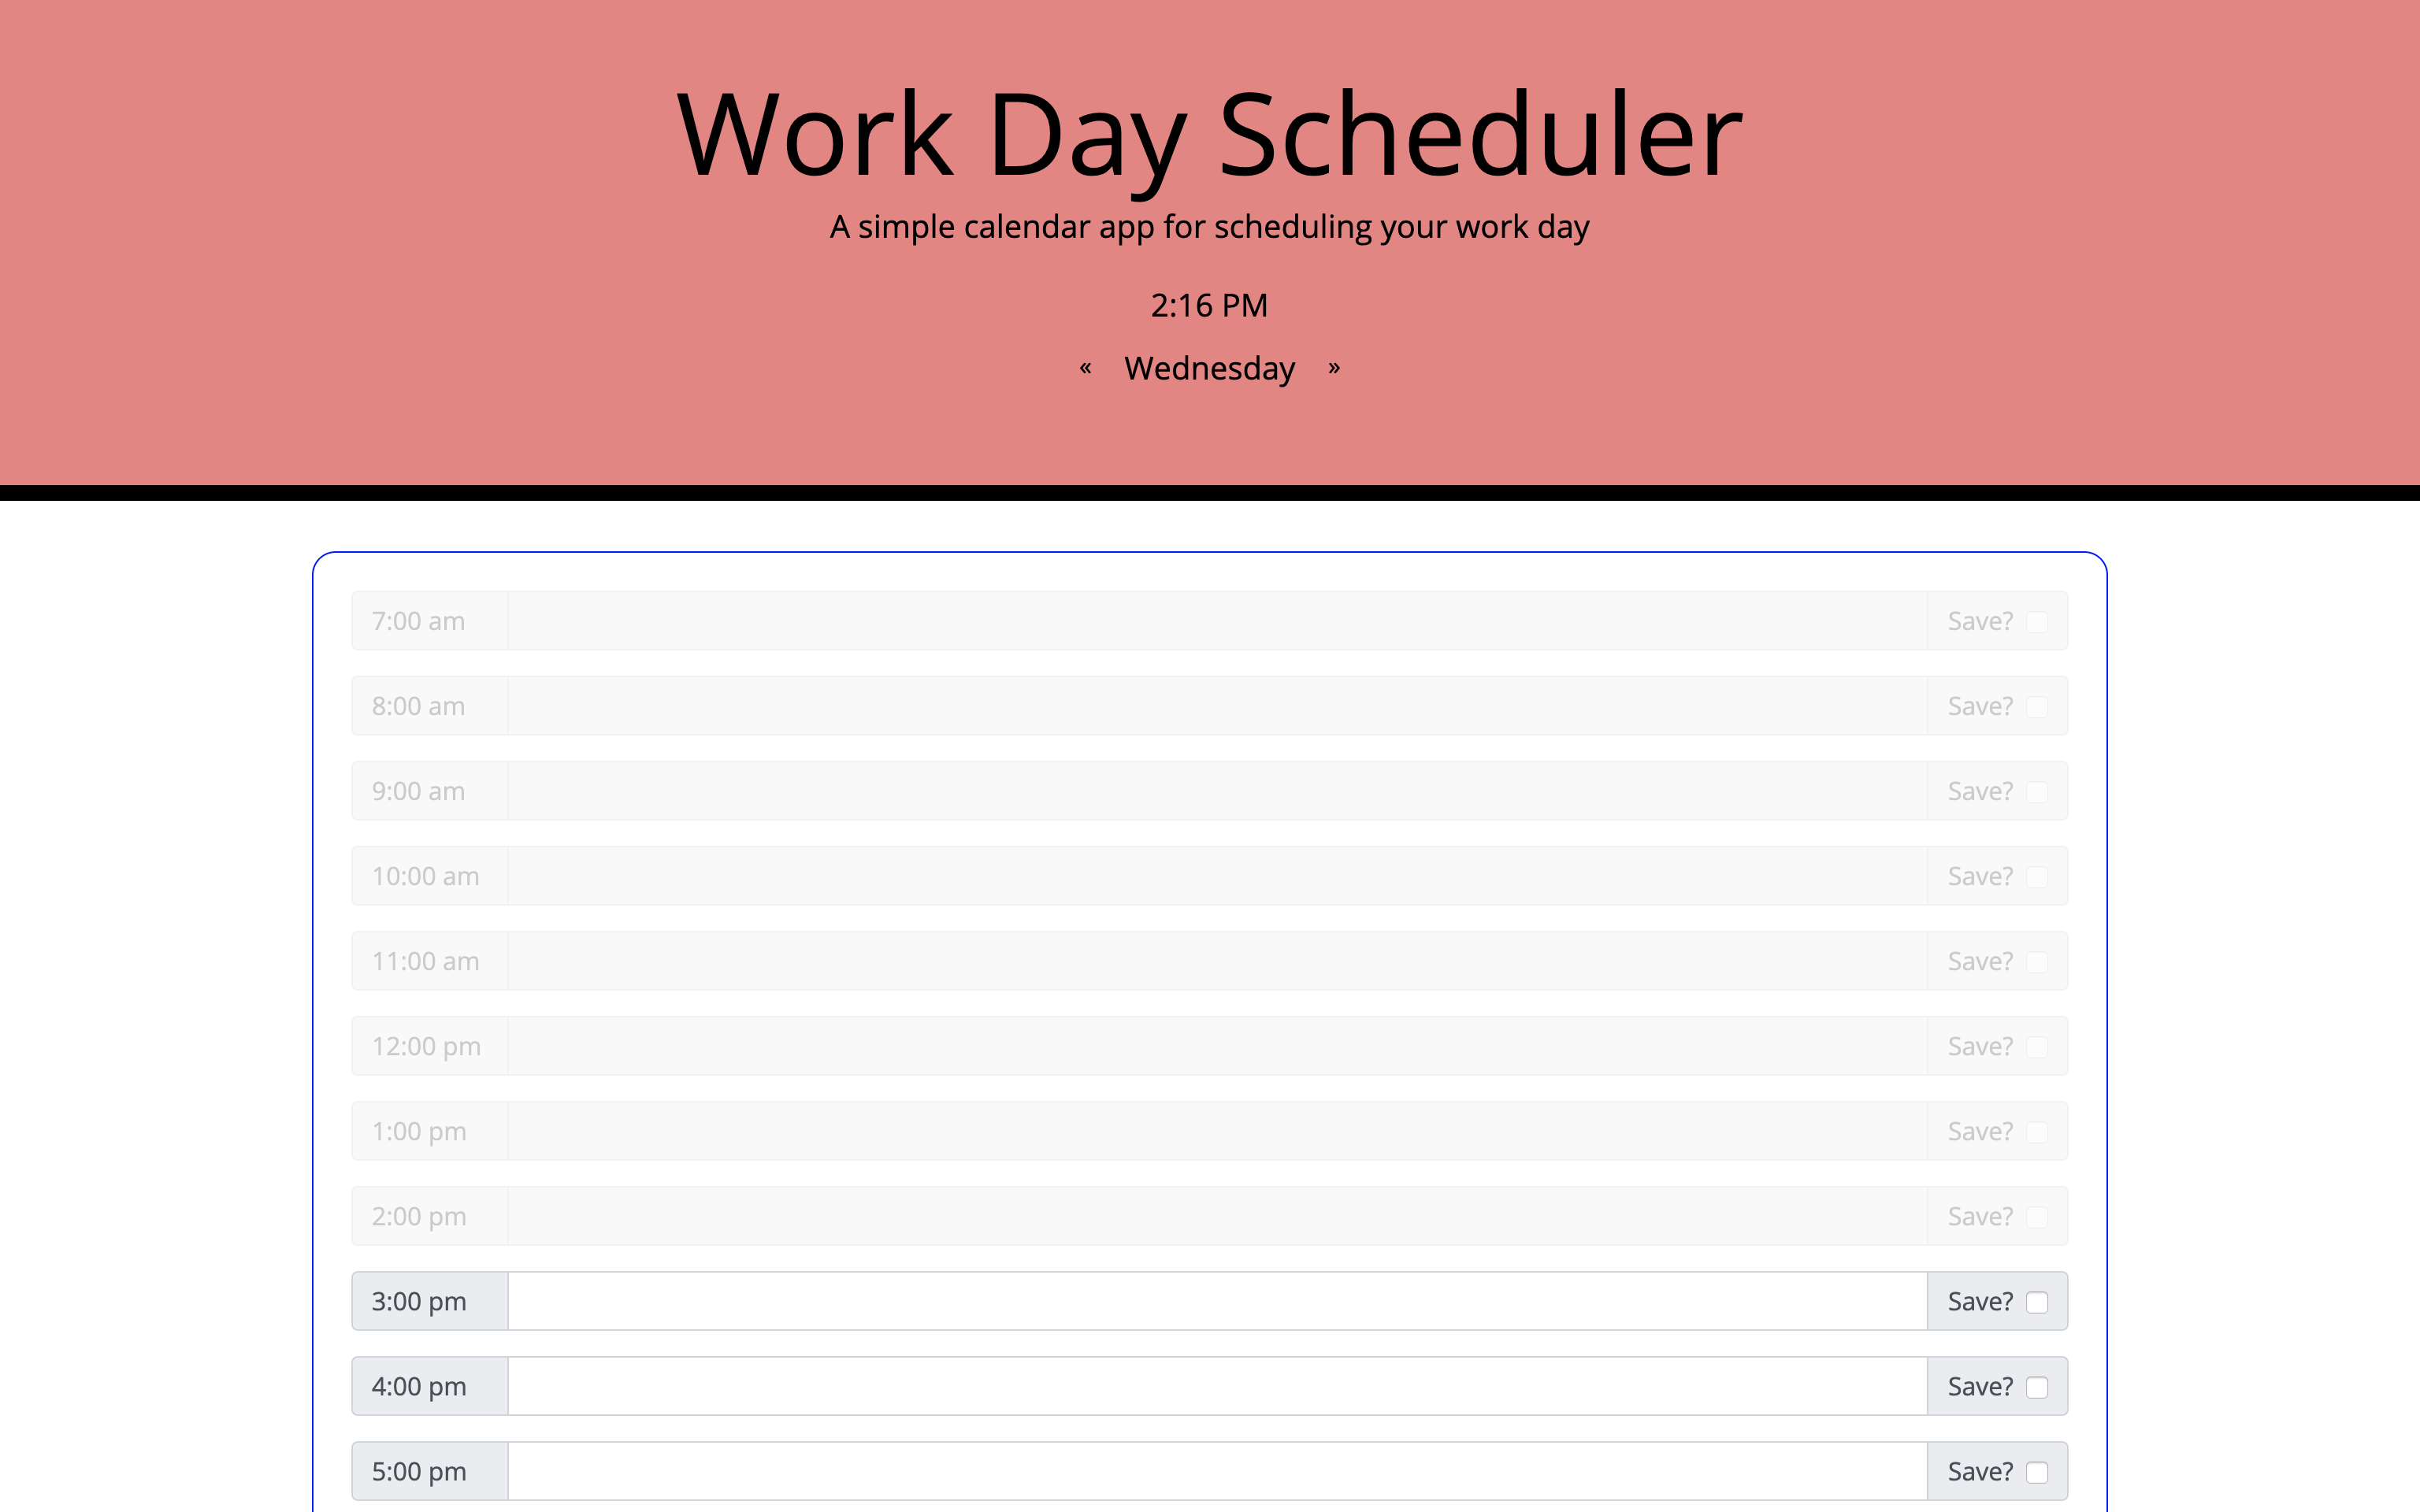 Work Day Scheduler
A simple calendar app for scheduling your work day
2:16 PM
« Wednesday »
7:00 am Save?
8:00 am Save?
9:00 am Save?
10:00 am Save?
11:00 am Save?
12:00 pm Save?
1:00 pm Save?
2:00 pm Save?
3:00 pm Save?
4:00 pm Save?
5:00 pm Save?